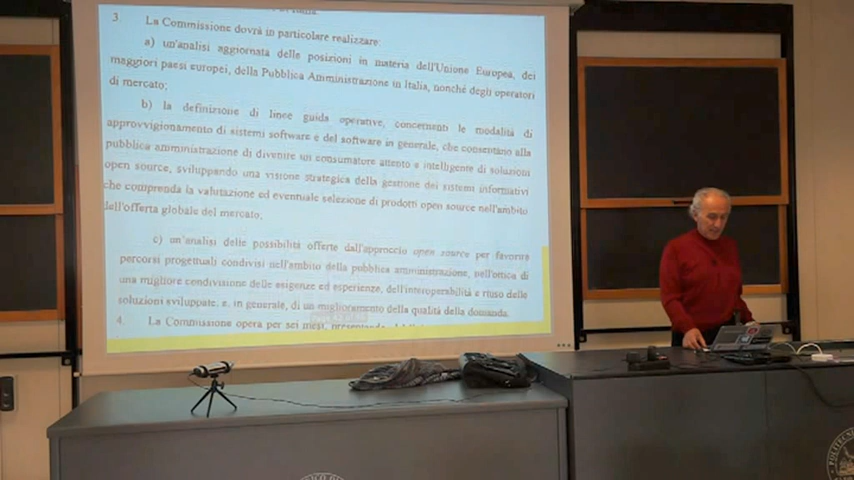 3. La Commissione dovrà in particolare realizzare:
a) un'analisi aggiornata delle posizioni in materia dell'Unione Europea, dei
maggiori paesi europei, della Pubblica Amministrazione in Italia, nonché degli operatori
di mercato;
b) la definizione di linee guida operative, concernenti le modalità di
approvvigionamento di sistemi software e del software in generale, che consentano alla
pubblica amministrazione di divenire un consumatore attento e intelligente di soluzioni
open source, sviluppando una visione strategica della gestione dei sistemi informativi
che comprenda la valutazione ed eventuale selezione di prodotti open source nell'ambito
dell'offerta globale del mercato;
c) un'analisi delle possibilità offerte dall'approccio open source per favorire
percorsi progettuali condivisi nell'ambito della pubblica amministrazione, nell'ottica di
una migliore condivisione delle esigenze ed esperienze, dell'interoperabilità e riuso delle
soluzioni sviluppate, e, in generale, di un miglioramento della qualità della domanda.
4. La Commissione opera per sei mesi,